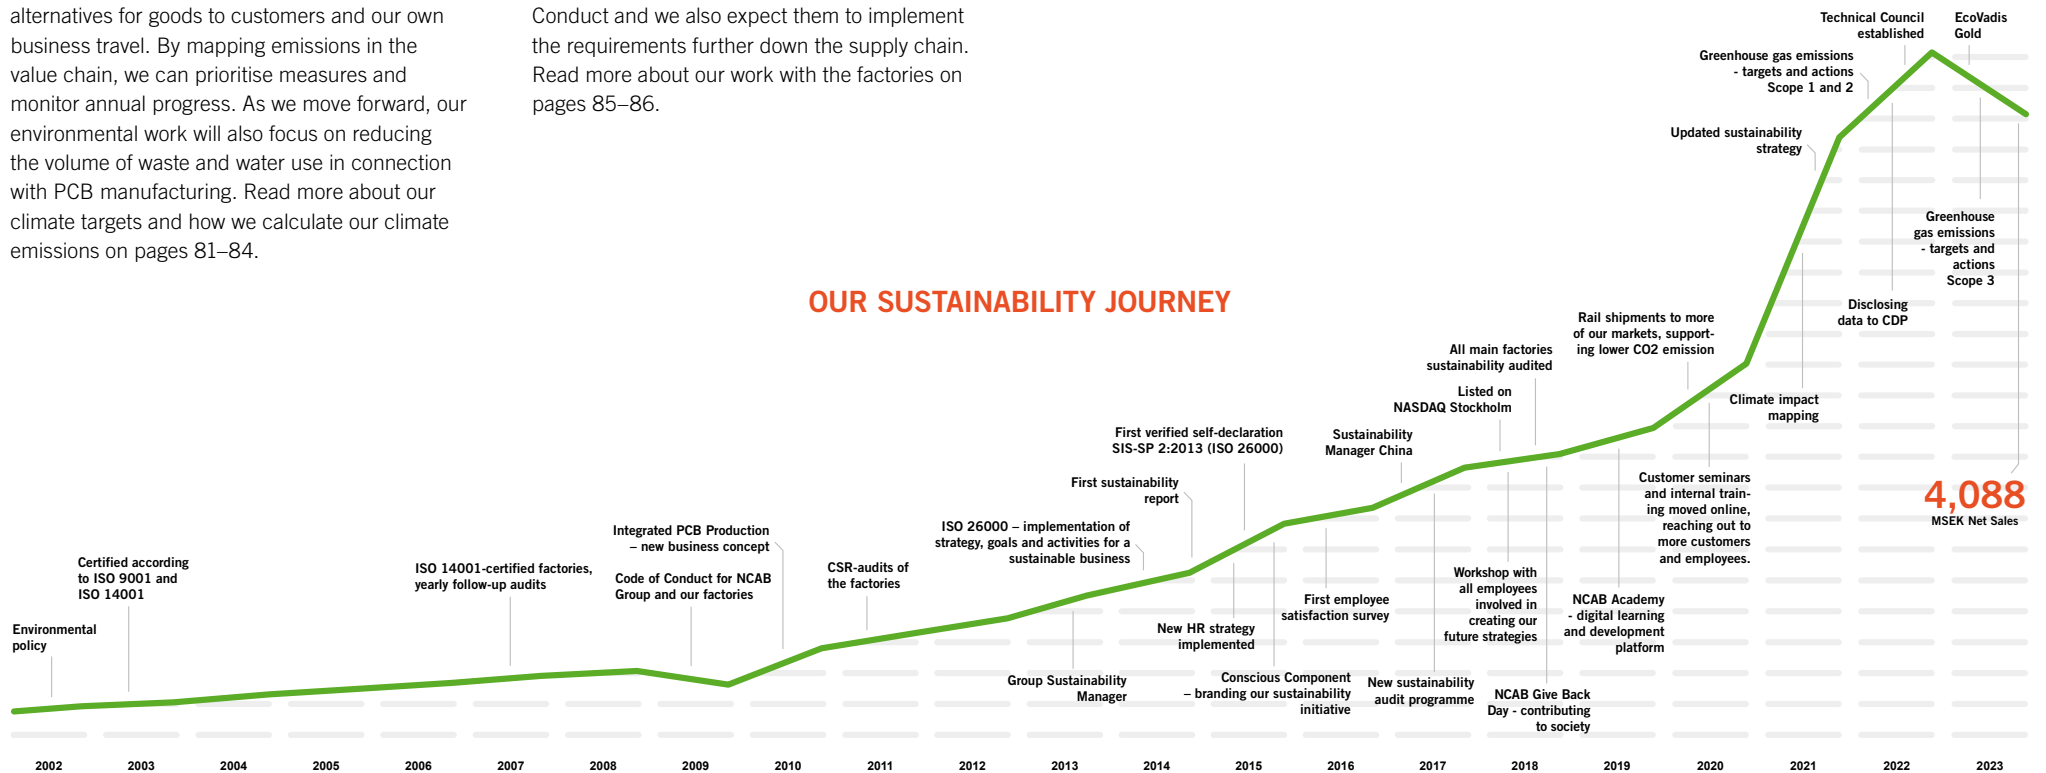 alternatives for goods to customers and our own
business travel. By mapping emissions in the
value chain, we can prioritise measures and
monitor annual progress. As we move forward, our
environmental work will also focus on reducing
the volume of waste and water use in connection
with PCB manufacturing. Read more about our
climate targets and how we calculate our climate
emissions on pages 81–84.
Conduct and we also expect them to implement
the requirements further down the supply chain.
Read more about our work with the factories on
pages 85–86.
OUR SUSTAINABILITY JOURNEY
Environmental
policy
Certified according
to ISO 9001 and
ISO 14001
ISO 14001-certified factories,
yearly follow-up audits
Integrated PCB Production
– new business concept
Code of Conduct for NCAB
Group and our factories
CSR-audits of
the factories
ISO 26000 – implementation of
strategy, goals and activities for a
sustainable business
Group Sustainability
Manager
First sustainability
report
First verified self-declaration
SIS-SP 2:2013 (ISO 26000)
New HR strategy
implemented
Conscious Component
– branding our sustainability
initiative
First employee
satisfaction survey
Sustainability
Manager China
New sustainability
audit programme
Listed on
NASDAQ Stockholm
All main factories
sustainability audited
Workshop with
all employees
involved in
creating our
future strategies
NCAB Give Back
Day - contributing
to society
NCAB Academy
- digital learning
and development
platform
Rail shipments to more
of our markets, support-
ing lower CO2 emission
Customer seminars
and internal train-
ing moved online,
reaching out to
more customers
and employees.
Climate impact
mapping
Updated sustainability
strategy
Greenhouse gas emissions
- targets and actions
Scope 1 and 2
Technical Council
established
Disclosing
data to CDP
EcoVadis
Gold
Greenhouse
gas emissions
- targets and
actions
Scope 3
4,088
MSEK Net Sales
2002 2003 2004 2005 2006 2007 2008 2009 2010 2011 2012 2013 2014 2015 2016 2017 2018 2019 2020 2021 2022 2023